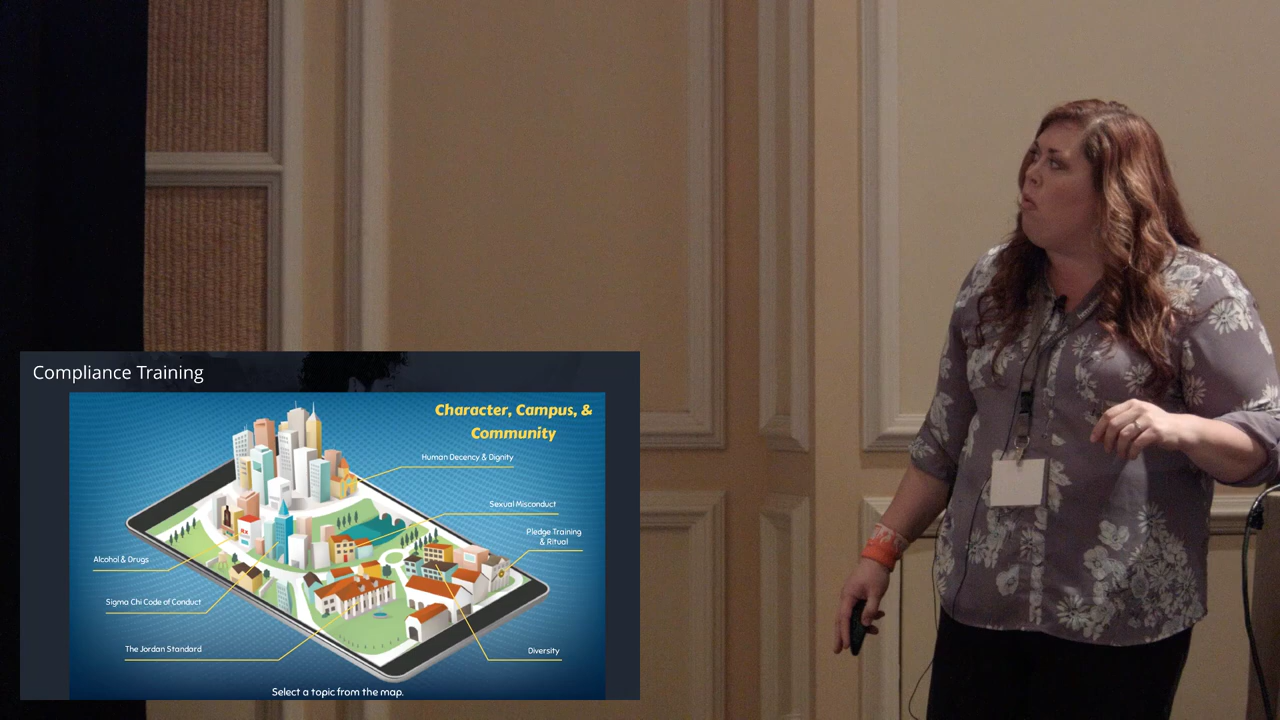 Compliance Training
Character, Campus, &
Community
Human Decency & Dignity
Sexual Misconduct
Pledge Training
& Ritual
Alcohol & Drugs
Sigma Chi Code of Conduct
The Jordan Standard
Diversity
Select a topic from the map.